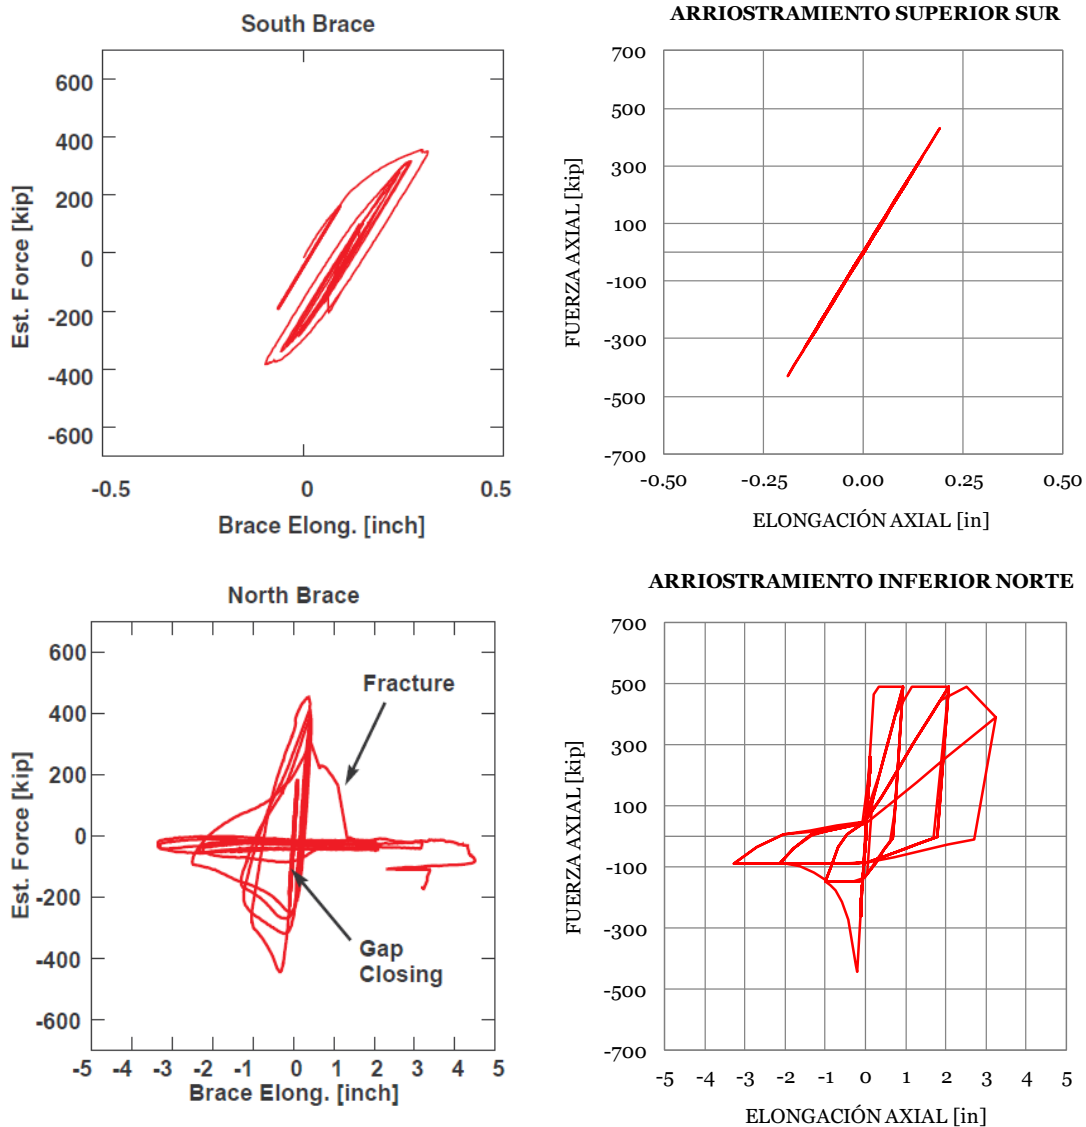 South Brace
600
400
200
0
-200
-400
-600
Est. Force [kip]
-0.5
0
0.5
Brace Elong. [inch]
ARRIOSTRAMIENTO SUPERIOR SUR
700
500
300
100
-100
-300
-500
-700
FUERZA AXIAL [kip]
-0.50
-0.25
0.00
0.25
0.50
ELONGACIÓN AXIAL [in]
North Brace
600
400
200
0
-200
-400
-600
Est. Force [kip]
Fracture
Gap
Closing
-5 -4 -3 -2 -1 0 1 2 3 4 5
Brace Elong. [inch]
ARRIOSTRAMIENTO INFERIOR NORTE
700
500
300
100
-100
-300
-500
-700
FUERZA AXIAL [kip]
-5 -4 -3 -2 -1 0 1 2 3 4 5
ELONGACIÓN AXIAL [in]